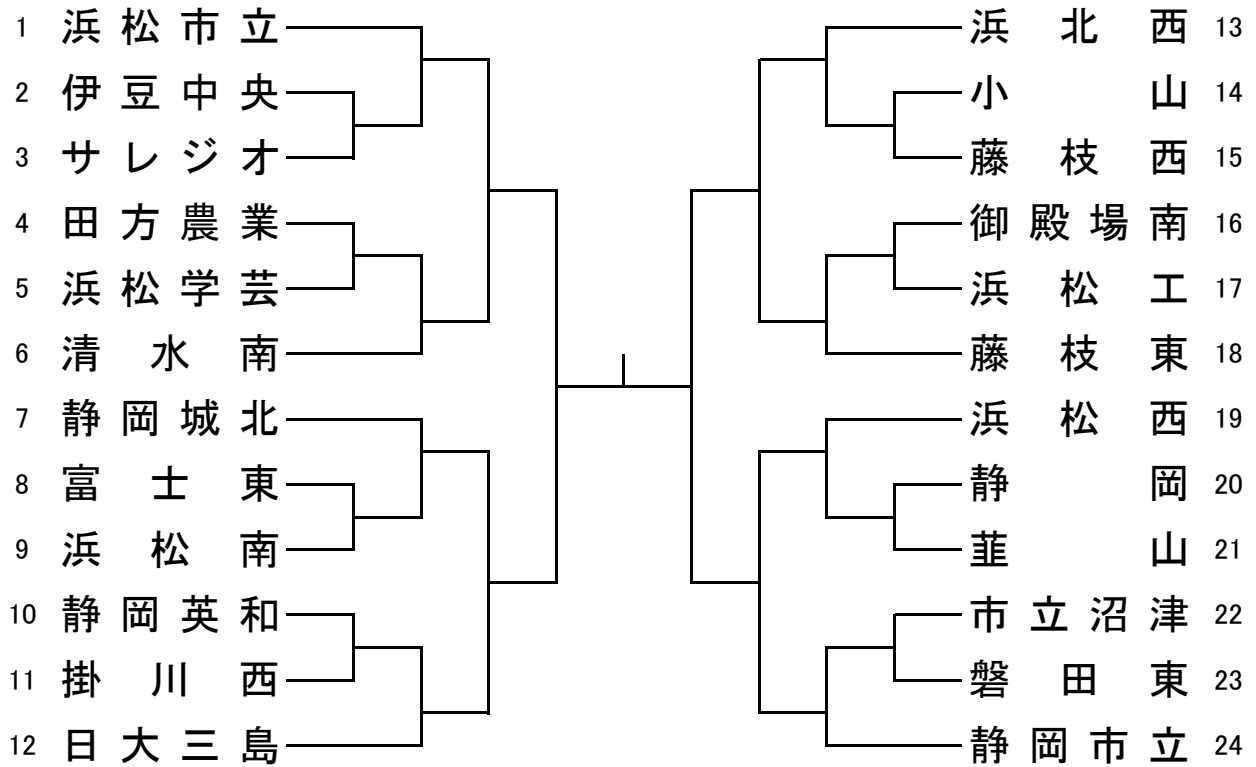 1 浜松市立
2 伊豆中央
3 サレジオ
4 田方農業
5 浜松学芸
6 清水南
7 静岡城北
8 富士東
9 浜松南
10 静岡英和
11 掛川西
12 日大三島
浜北西 13
小山 14
藤枝西 15
御殿場南 16
浜松工 17
藤枝東 18
浜松西 19
静岡 20
韮山 21
市立沼津 22
磐田東 23
静岡市立 24